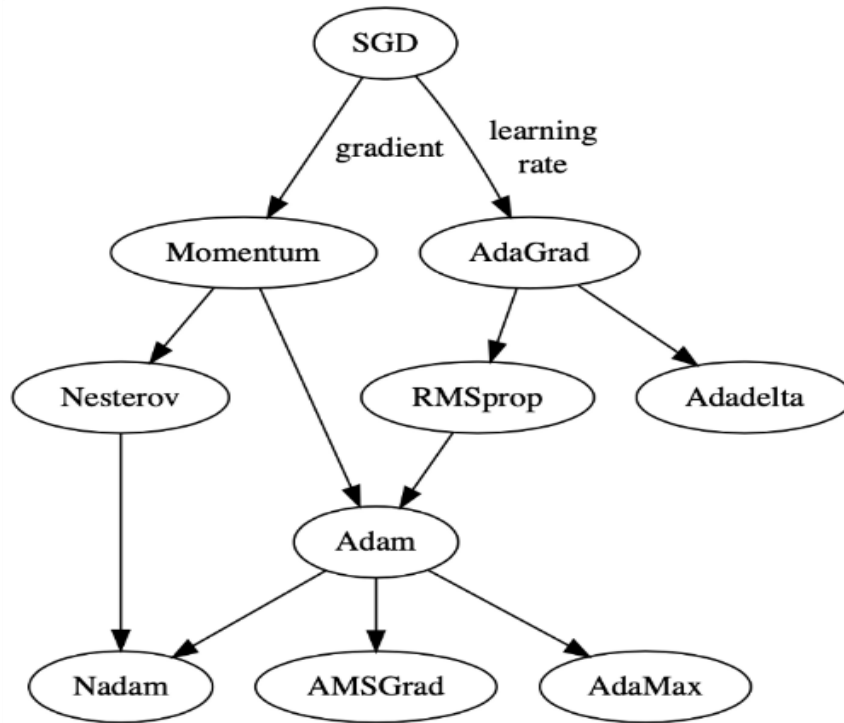 SGD
gradient
learning
rate
Momentum
AdaGrad
Nesterov
RMSprop
Adadelta
Adam
Nadam
AMSGrad
AdaMax